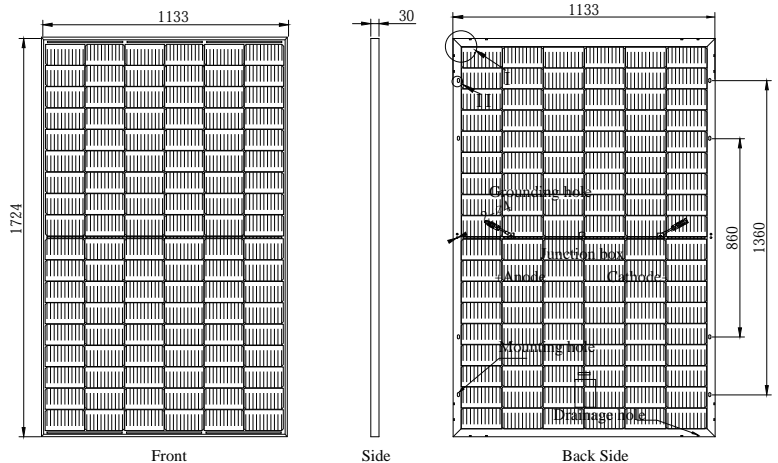 1133
30
1133
1724
I
II
Grounding hole
Junction box
+Anode
Cathode-
860
1360
Mounting hole
Drainage hole
Front
Side
Back Side